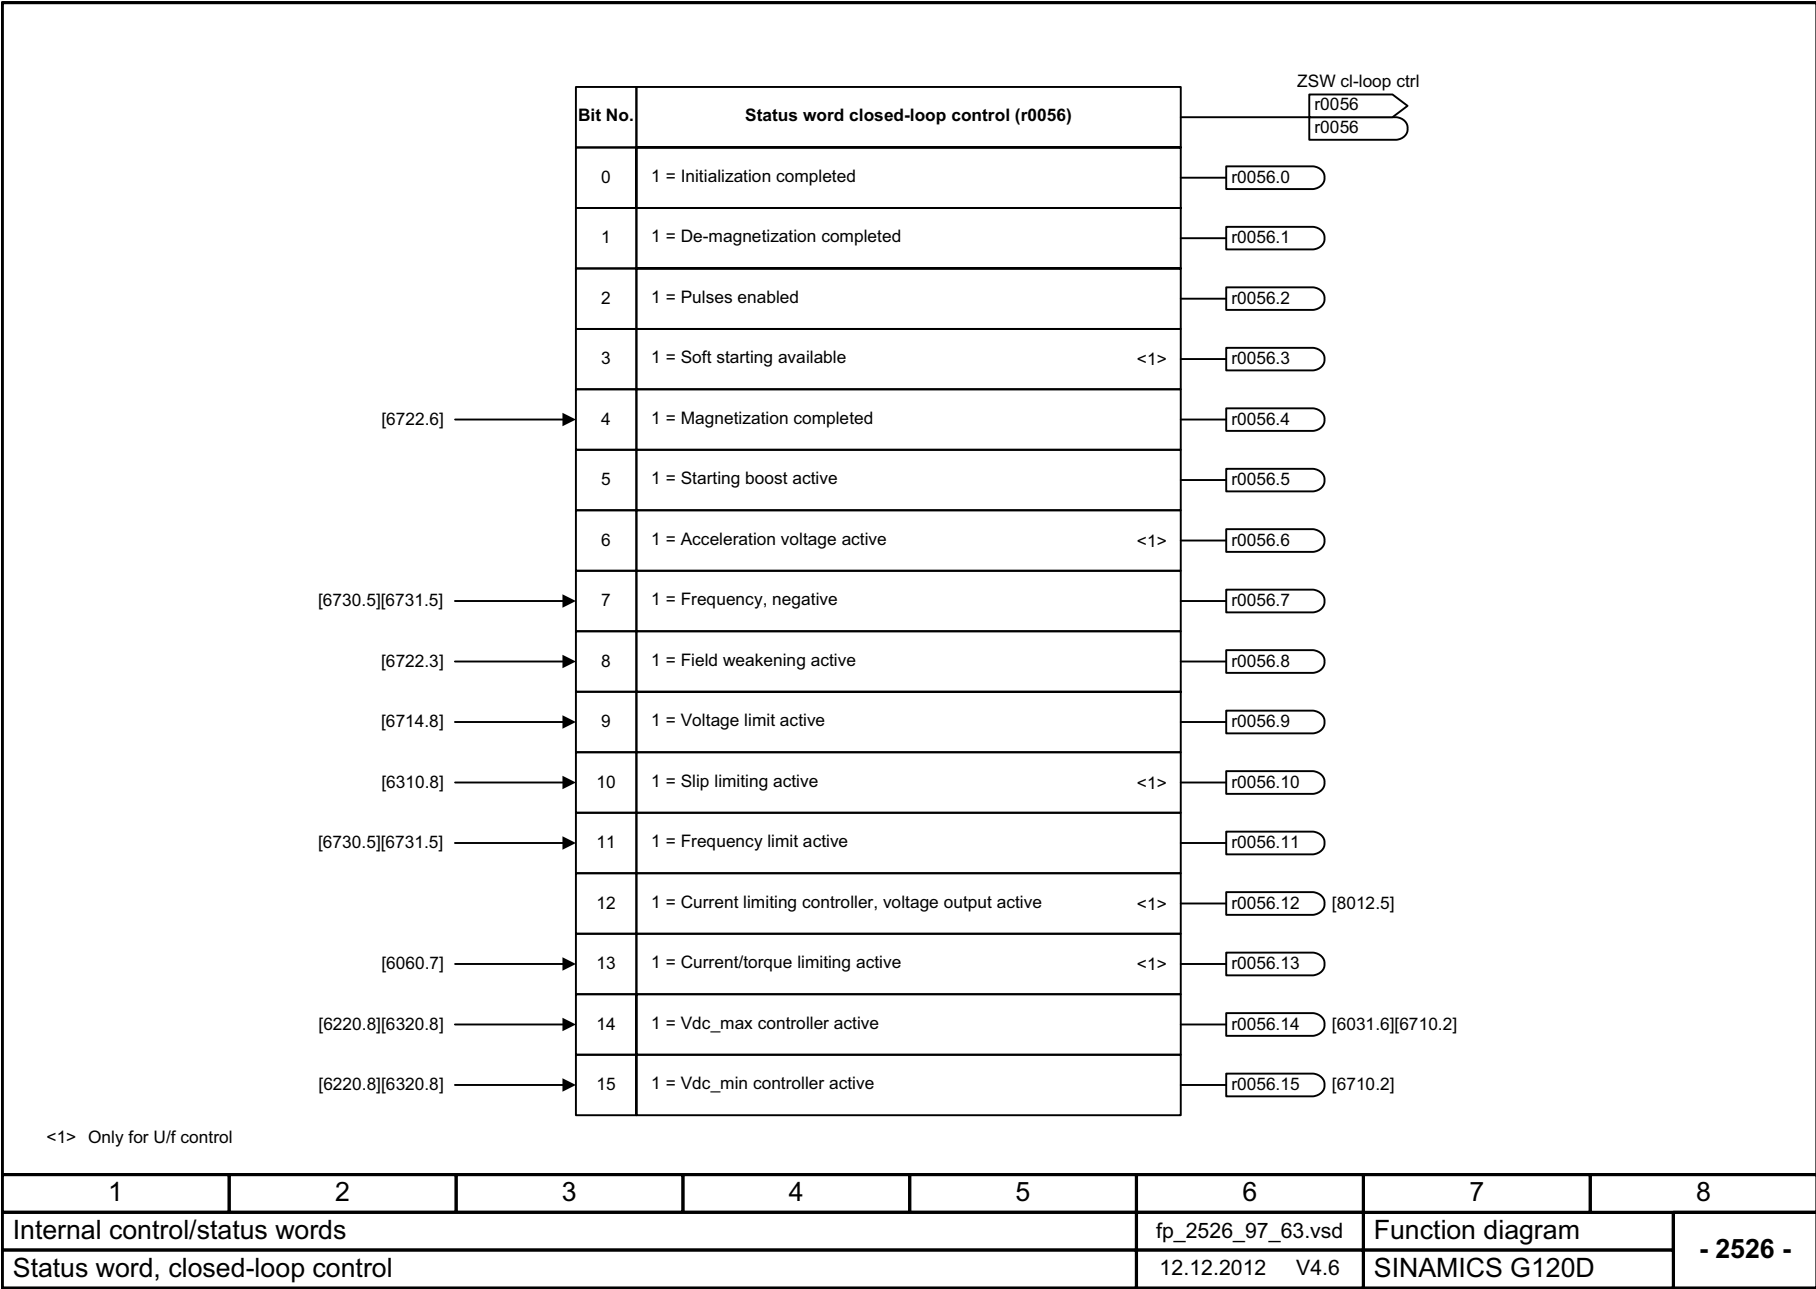 ZSW cl-loop ctrl
Bit No. Status word closed-loop control (r0056) r0056
r0056
0 1 = Initialization completed r0056.0
1 1 = De-magnetization completed r0056.1
2 1 = Pulses enabled r0056.2
3 1 = Soft starting available <1> r0056.3
[6722.6] 4 1 = Magnetization completed r0056.4
5 1 = Starting boost active r0056.5
6 1 = Acceleration voltage active <1> r0056.6
[6730.5][6731.5] 7 1 = Frequency, negative r0056.7
[6722.3] 8 1 = Field weakening active r0056.8
[6714.8] 9 1 = Voltage limit active r0056.9
[6310.8] 10 1 = Slip limiting active <1> r0056.10
[6730.5][6731.5] 11 1 = Frequency limit active r0056.11
12 1 = Current limiting controller, voltage output active <1> r0056.12 [8012.5]
[6060.7] 13 1 = Current/torque limiting active <1> r0056.13
[6220.8][6320.8] 14 1 = Vdc_max controller active r0056.14 [6031.6][6710.2]
[6220.8][6320.8] 15 1 = Vdc_min controller active r0056.15 [6710.2]
<1> Only for U/f control
1 2 3 4 5 6 7 8
Internal control/status words fp_2526_97_63.vsd Function diagram - 2526 -
Status word, closed-loop control 12.12.2012 V4.6 SINAMICS G120D